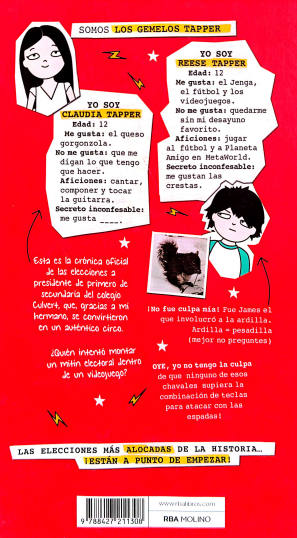 SOMOS LOS GEMELOS TAPPER
YO SOY
REESE TAPPER
Edad: 12
Me gusta: el Jenga,
el fútbol y los
videojuegos.
No me gusta: quedarme
sin mi desayuno
favorito.
Aficiones: jugar
al fútbol y a Planeta
Amigo en MetaWorld.
Secreto inconfesable:
me gustan las
crestas.
YO SOY
CLAUDIA TAPPER
Edad: 12
Me gusta: el queso
gorgonzola.
No me gusta: que me
digan lo que tengo
que hacer.
Aficiones: cantar,
componer y tocar
la guitarra.
Secreto inconfesable:
me gusta ____.
Esta es la crónica oficial
de las elecciones a
presidente de primero de
secundaria del colegio
Culvert, que, gracias a mi
hermano, se convirtieron
en un auténtico circo.
¿Quién intentó montar
un mitin electoral dentro
de un videojuego?
¡No fue culpa mía! Fue James el
que involucró a la ardilla.
Ardilla = pesadilla
(mejor no preguntes)
OYE, yo no tengo la culpa
de que ninguno de esos
chavales supiera la
combinación de teclas
para atacar con las
espadas!
LAS ELECCIONES MÁS ALOCADAS DE LA HISTORIA...
¡ESTÁN A PUNTO DE EMPEZAR!
www.rbalibros.com
RBA MOLINO
9 788427 211308